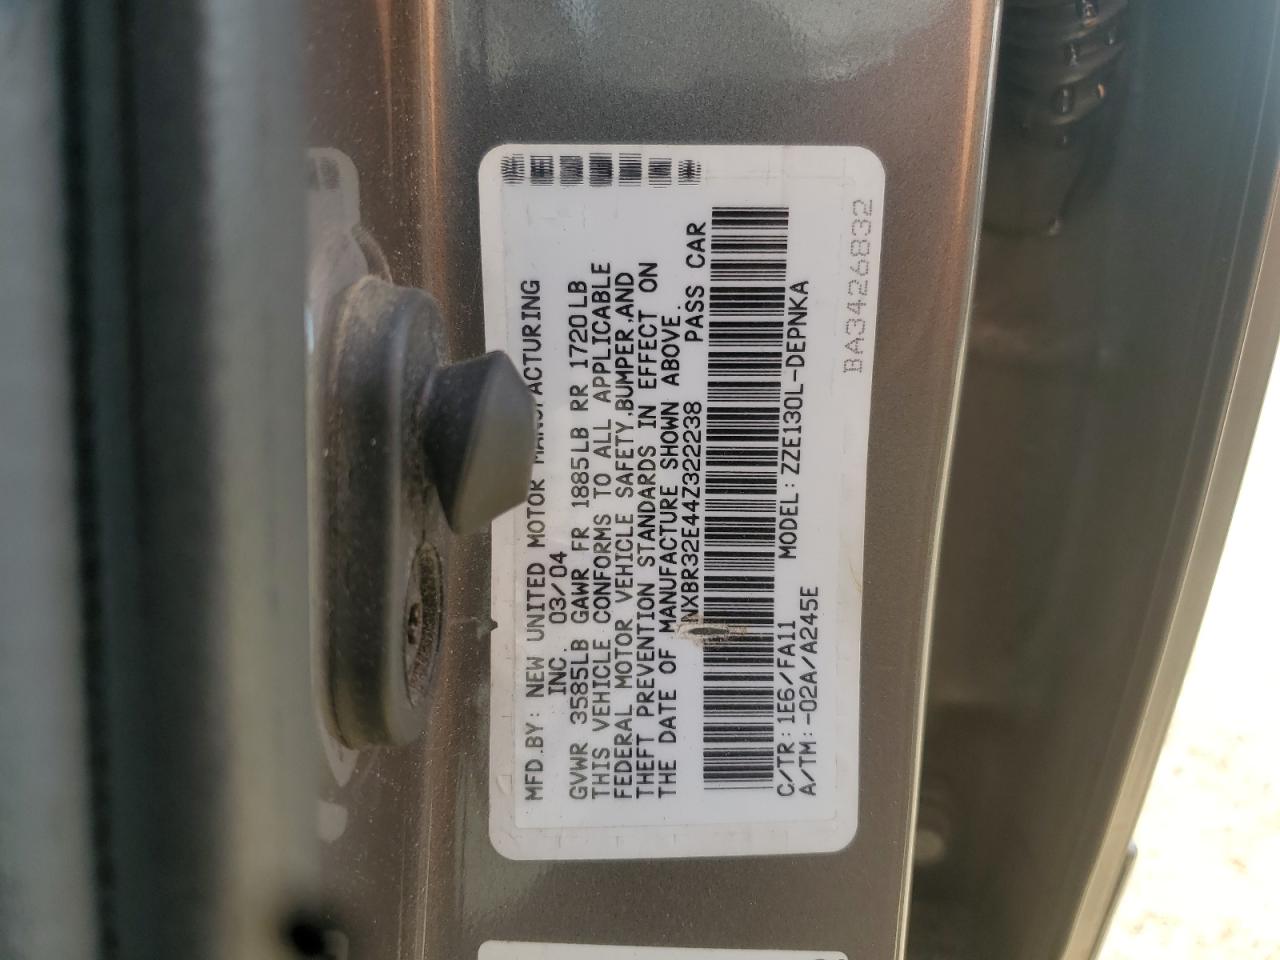 MFD.BY: NEW UNITED MOTOR MANUFACTURING
INC. 03/04
GVWR 3585LB GAWR FR 1885LB RR 1720LB
THIS VEHICLE CONFORMS TO ALL APPLICABLE
FEDERAL MOTOR VEHICLE SAFETY,BUMPER,AND
THEFT PREVENTION STANDARDS IN EFFECT ON
THE DATE OF MANUFACTURE SHOWN ABOVE.
NXBR32E44Z322238 PASS CAR
C/TR: 1E6/FA11 MODEL: ZZE130L-DEPNKA
A/TM: -02A/A245E
BA3426832